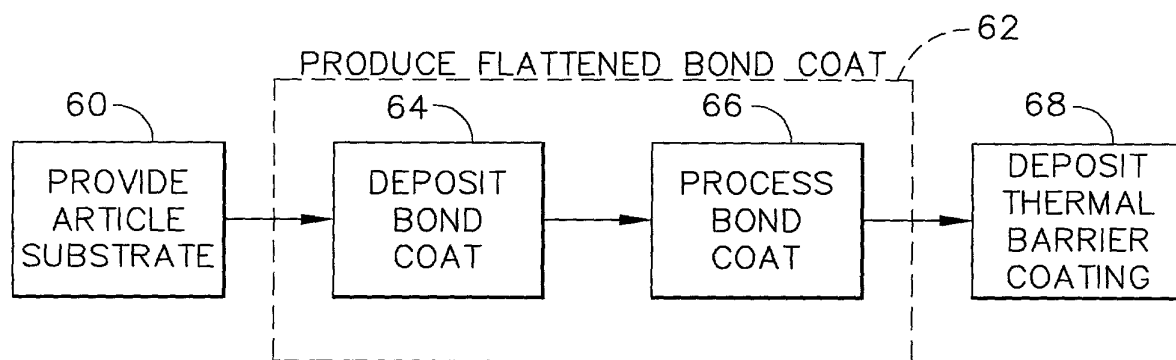 62
PRODUCE FLATTENED BOND COAT
60
64
66
68
PROVIDE
ARTICLE
SUBSTRATE
DEPOSIT
BOND
COAT
PROCESS
BOND
COAT
DEPOSIT
THERMAL
BARRIER
COATING